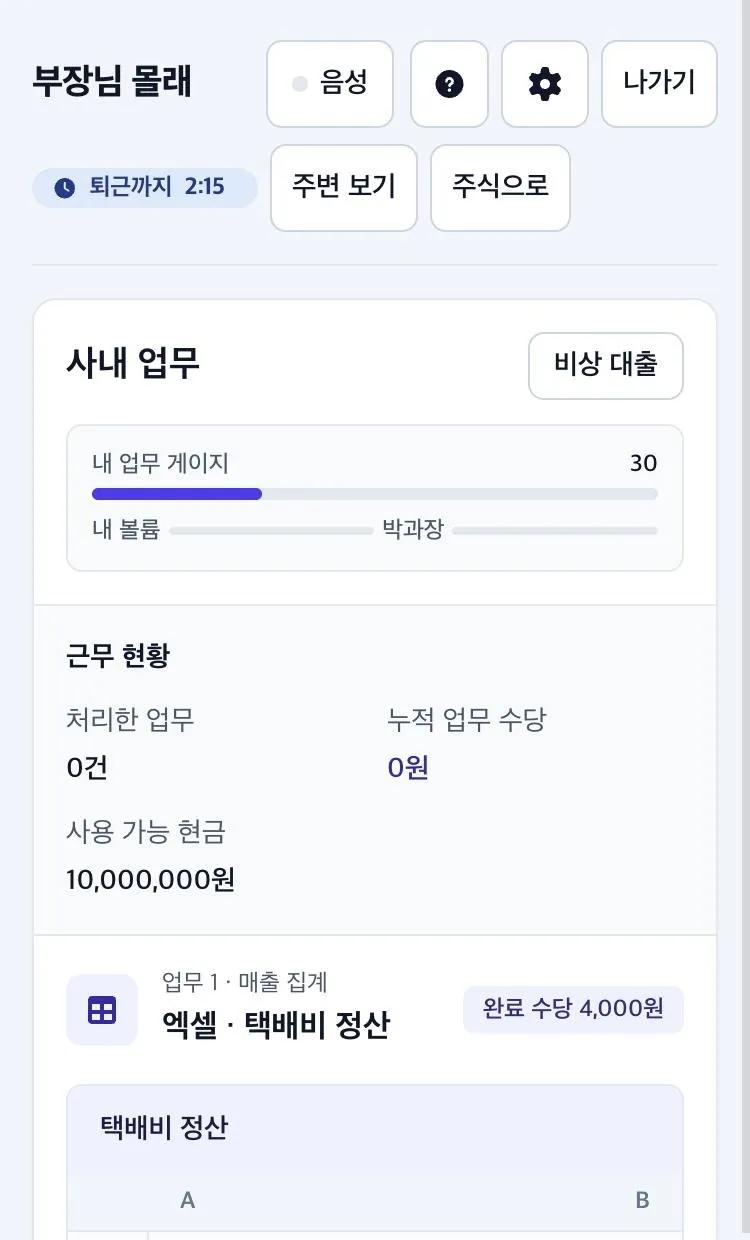 부장님 몰래
음성
?
나가기
퇴근까지 2:15
주변 보기
주식으로
사내 업무
비상 대출
내 업무 게이지
30
내 볼륨
박과장
근무 현황
처리한 업무
누적 업무 수당
0건
0원
사용 가능 현금
10,000,000원
업무 1 · 매출 집계
엑셀 · 택배비 정산
완료 수당 4,000원
택배비 정산
A
B